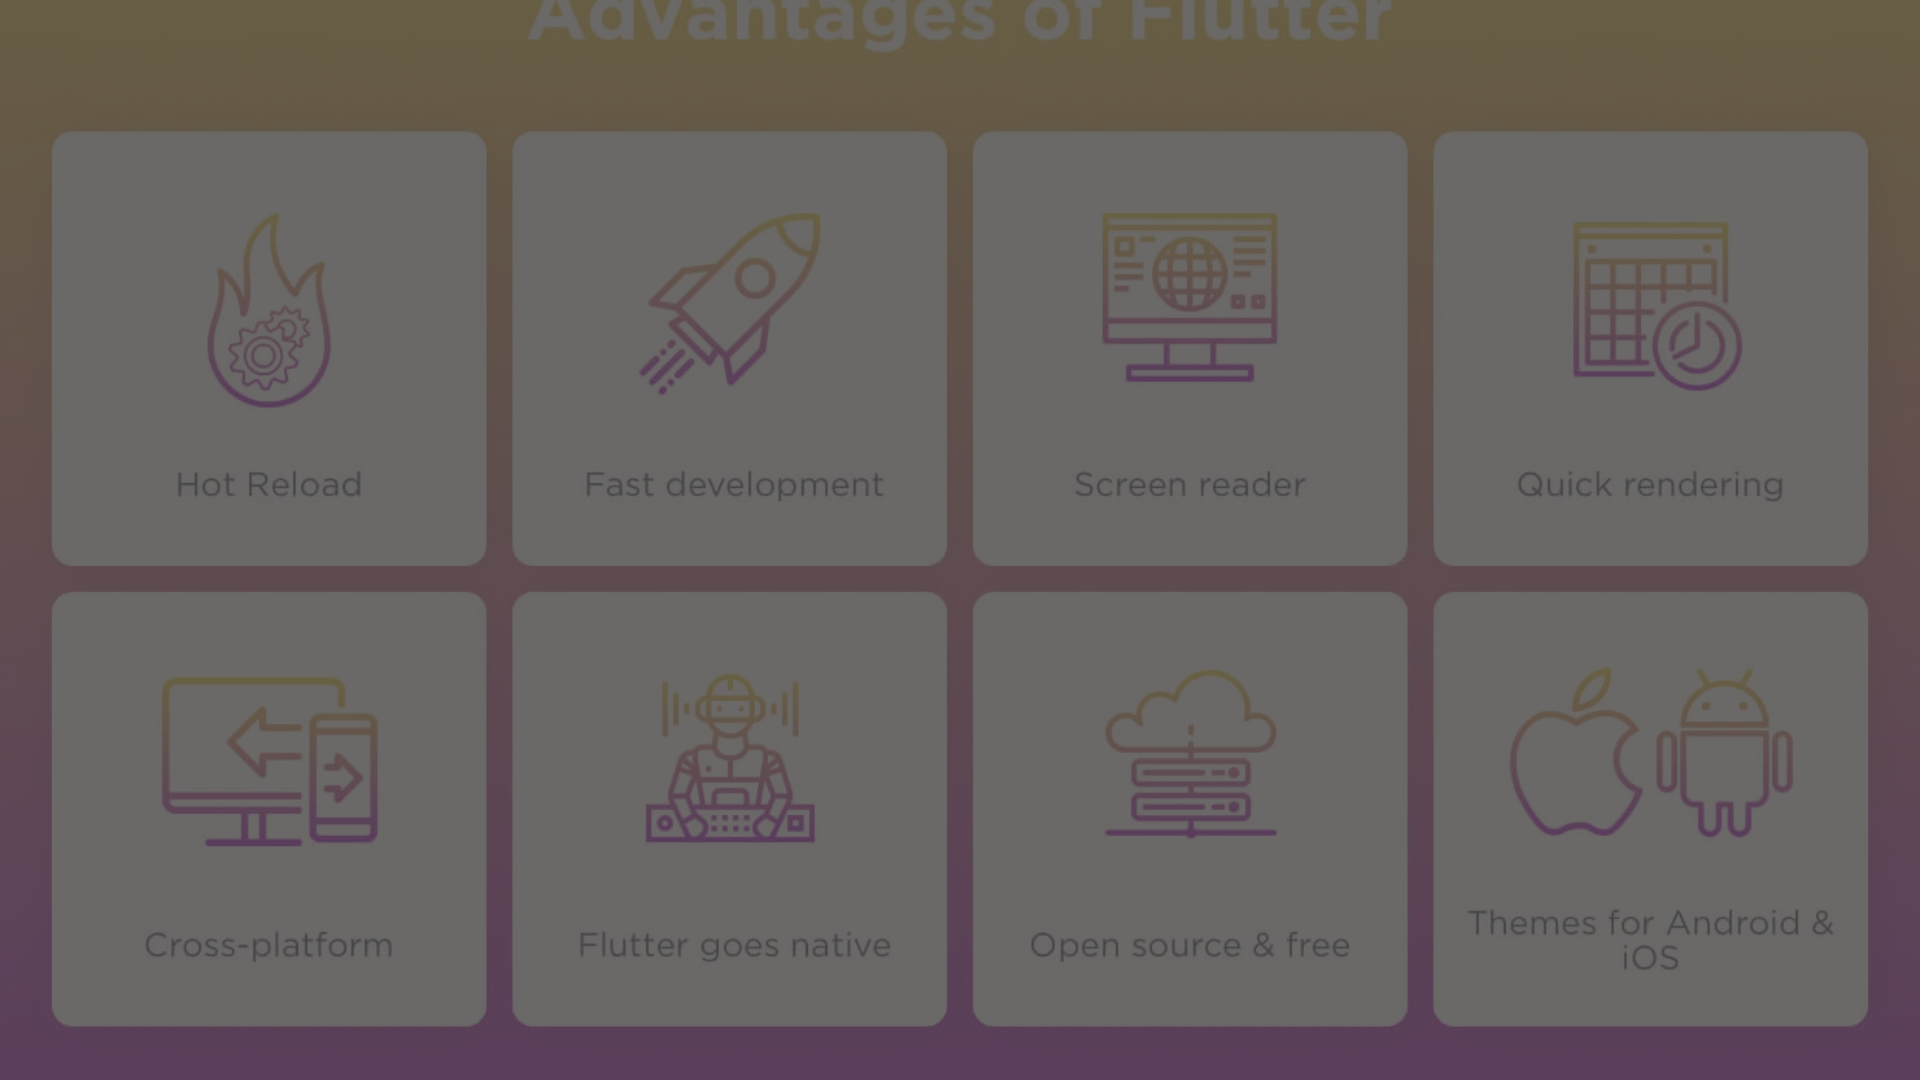 Advantages of Flutter
Hot Reload
Fast development
Screen reader
Quick rendering
Cross-platform
Flutter goes native
Open source & free
Themes for Android &
iOS